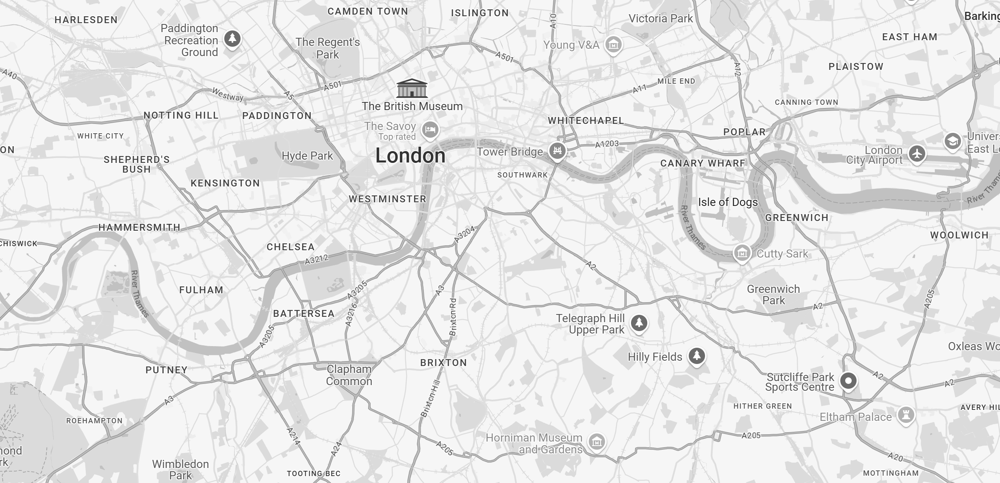 HARLESDEN
CAMDEN TOWN
ISLINGTON
A10
Victoria Park
Barking
Paddington
Recreation
Ground
The Regent's
Park
Young V&A
EAST HAM
A501
PLAISTOW
A40
A12
Westway
A5
A501
A11
MILE END
The British Museum
CANNING TOWN
NOTTING HILL
PADDINGTON
WHITECHAPEL
WHITE CITY
The Savoy
Top rated
POPLAR
Univers
East Lo
ON
SHEPHERD'S
BUSH
Hyde Park
London
Tower Bridge
A1203
London
City Airport
CANARY WHARF
SOUTHWARK
KENSINGTON
WESTMINSTER
Isle of Dogs
River Thames
River Thames
GREENWICH
HAMMERSMITH
A3204
WOOLWICH
CHISWICK
CHELSEA
A3212
Cutty Sark
A2
River Thames
FULHAM
A3205
A3
Greenwich
Park
A205
A2
BATTERSEA
A3216
Brixton Rd
Telegraph Hill
Upper Park
A3205
Oxleas Wo
Hilly Fields
BRIXTON
PUTNEY
Clapham
Common
Sutcliffe Park
Sports Centre
A2
A2
A3
Brixton Hill
HITHER GREEN
AVERY HIL
ROEHAMPTON
Eltham Palace
A214
A24
A205
Horniman Museum
and Gardens
A205
mond
rk
Wimbledon
Park
A20
TOOTING BEC
MOTTINGHAM